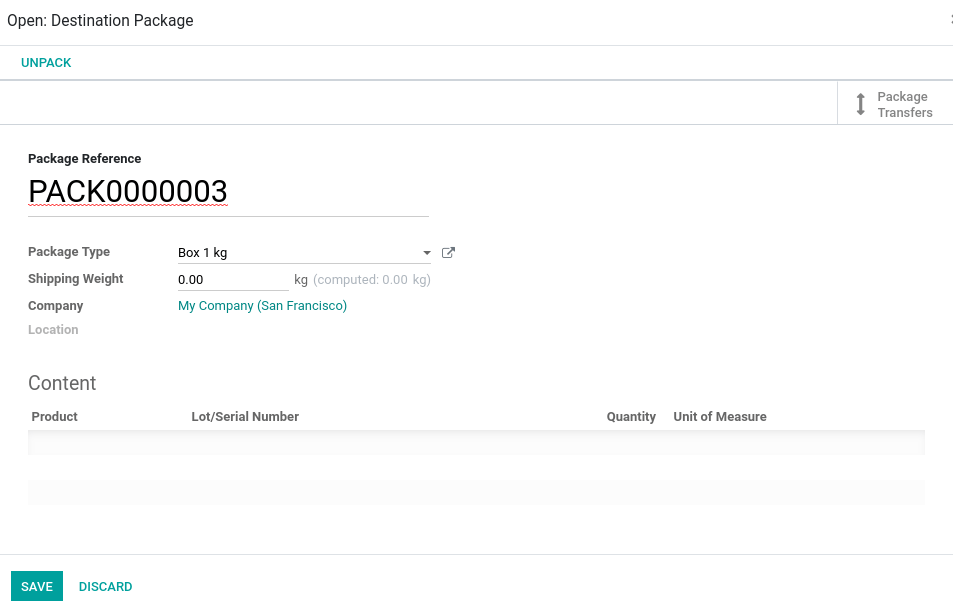 Open: Destination Package
UNPACK
Package
Transfers
Package Reference
PACK0000003
Package Type Box 1 kg
Shipping Weight 0.00 kg (computed: 0.00 kg)
Company My Company (San Francisco)
Location
Content
Product Lot/Serial Number Quantity Unit of Measure
SAVE DISCARD